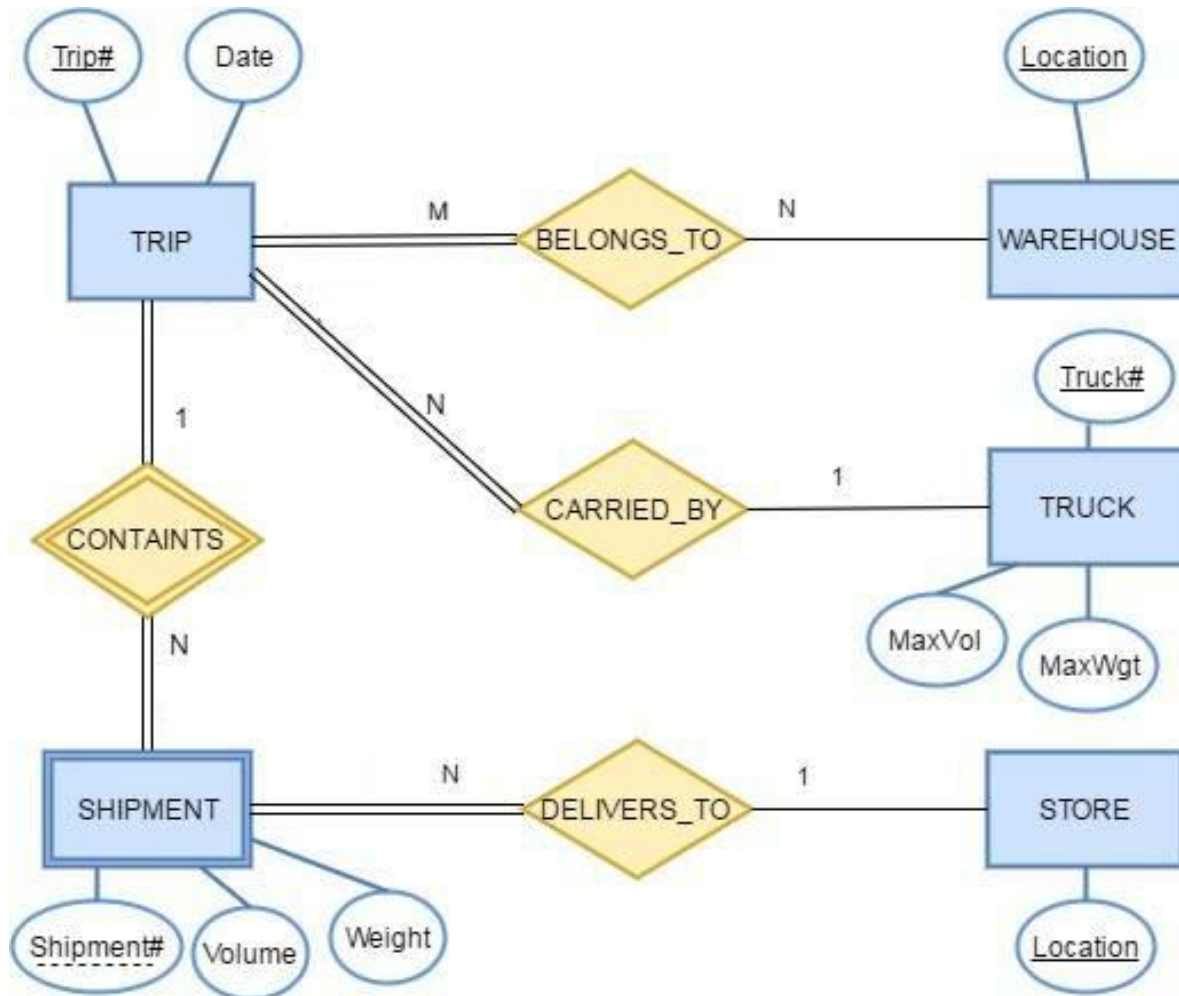 Trip#
Date
Location
M
N
TRIP
BELONGS_TO
WAREHOUSE
Truck#
N
1
1
CARRIED_BY
TRUCK
CONTAINTS
MaxVol
N
MaxWgt
N
1
SHIPMENT
DELIVERS_TO
STORE
Shipment#
Volume
Weight
Location